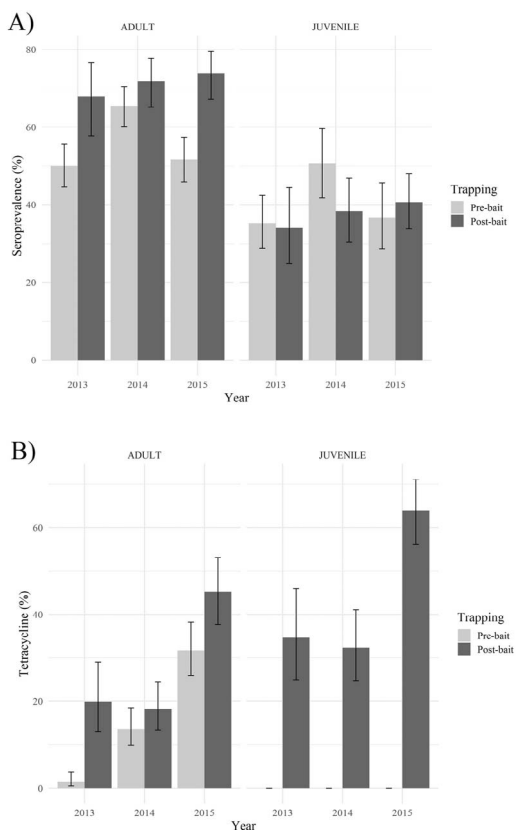 A)
ADULT JUVENILE
80
60
40
20
0
Seroprevalence (%)
2013 2014 2015 2013 2014 2015
Year
Trapping
Pre-bait
Post-bait
B)
ADULT JUVENILE
60
40
20
0
Tetracycline (%)
2013 2014 2015 2013 2014 2015
Year
Trapping
Pre-bait
Post-bait